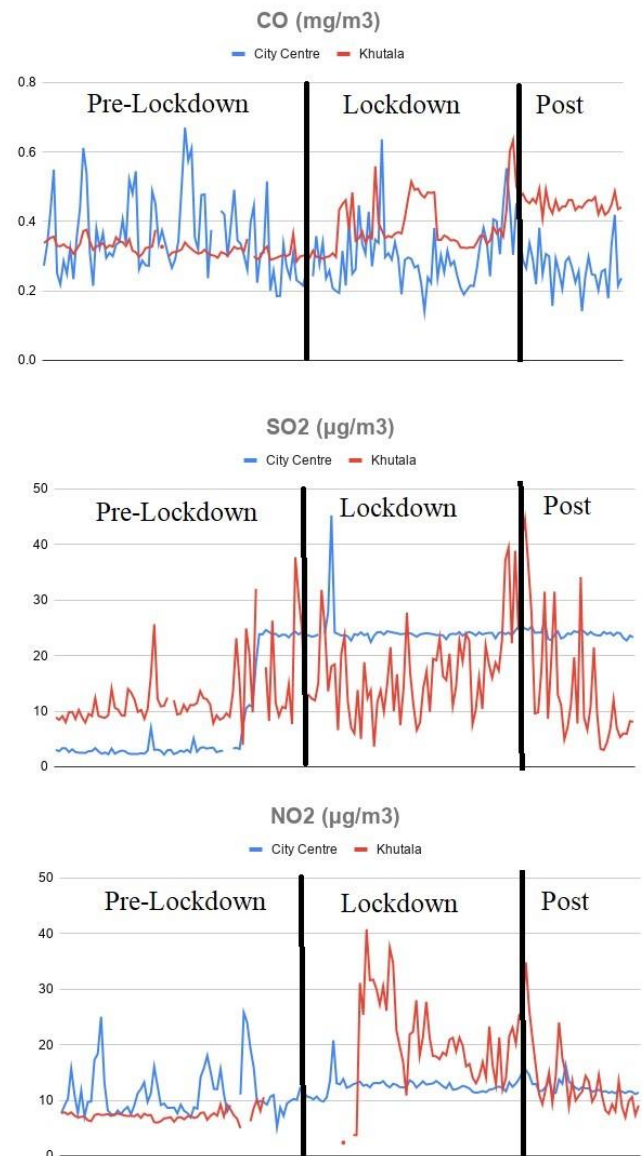 CO (mg/m3)
City Centre Khutala
0.8
Pre-Lockdown Lockdown Post
0.6
0.4
0.2
0.0
SO2 (µg/m3)
City Centre Khutala
50
Pre-Lockdown Lockdown Post
40
30
20
10
0
NO2 (µg/m3)
City Centre Khutala
50
Pre-Lockdown Lockdown Post
40
30
20
10
0